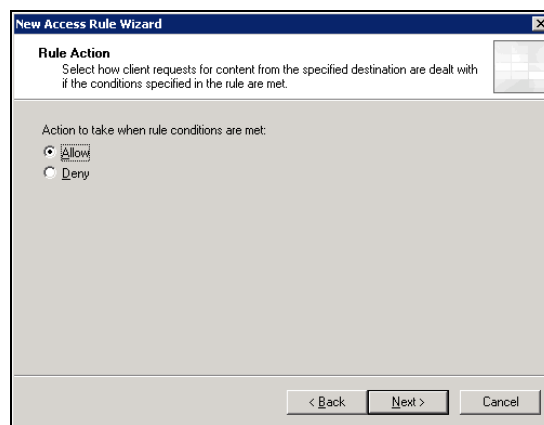 New Access Rule Wizard
Rule Action
Select how client requests for content from the specified destination are dealt with
if the conditions specified in the rule are met.
Action to take when rule conditions are met:
Allow
Deny
< Back
Next >
Cancel